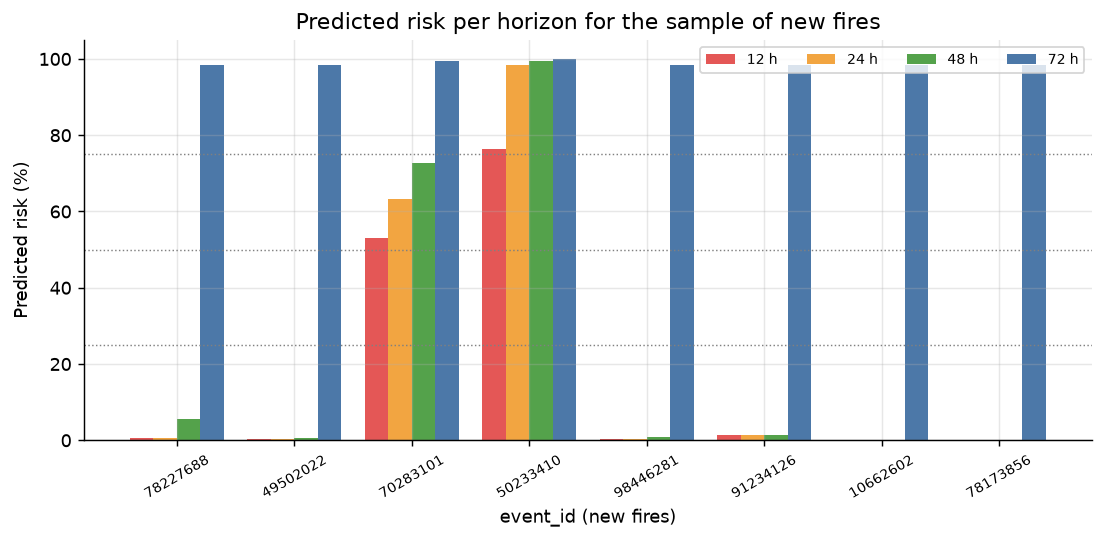 Predicted risk per horizon for the sample of new fires
12 h 24 h 48 h 72 h
100
80
60
40
20
0
Predicted risk (%)
78227688 49502022 70283101 50233410 98446281 91234126 10662602 78173856
event_id (new fires)